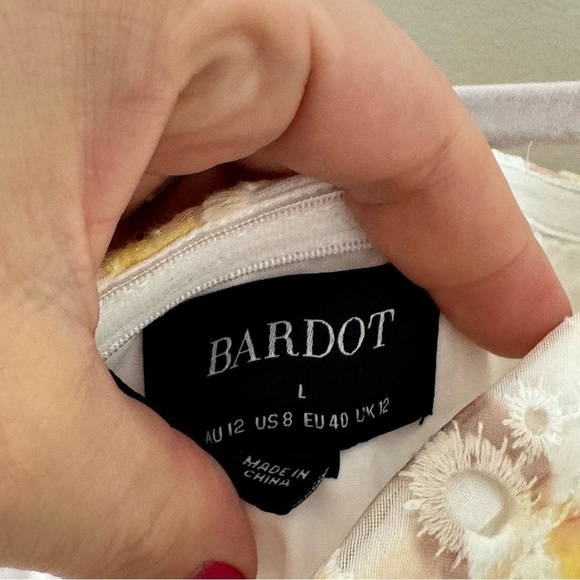 BARDOT
L
AU 12 US 8 EU 40 UK 12
MADE IN
CHINA